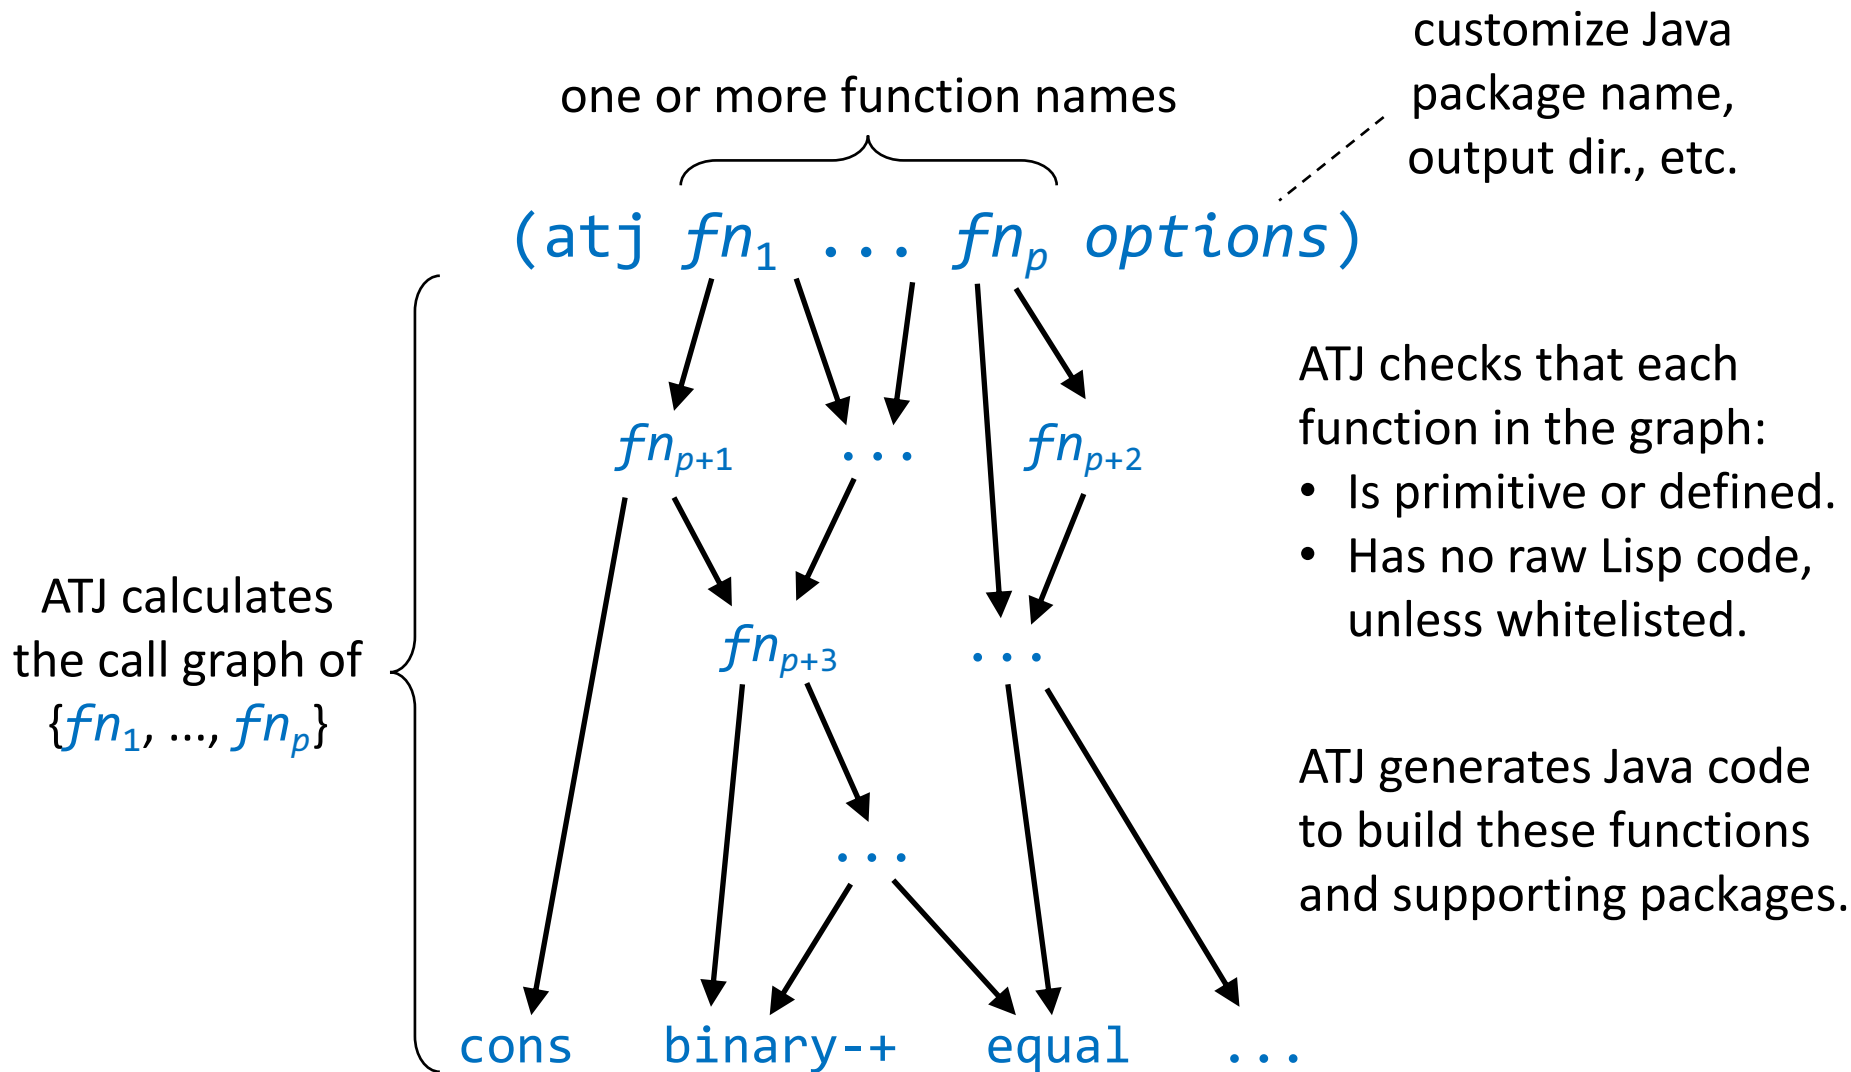 customize Java
package name,
output dir., etc.
one or more function names
(atj fn1 ... fnp options)
ATJ checks that each
function in the graph:
• Is primitive or defined.
• Has no raw Lisp code,
unless whitelisted.
fnp+1 ... fnp+2
ATJ calculates
the call graph of
{fn1, ..., fnp}
fnp+3 ...
ATJ generates Java code
to build these functions
and supporting packages.
...
cons binary-+ equal ...